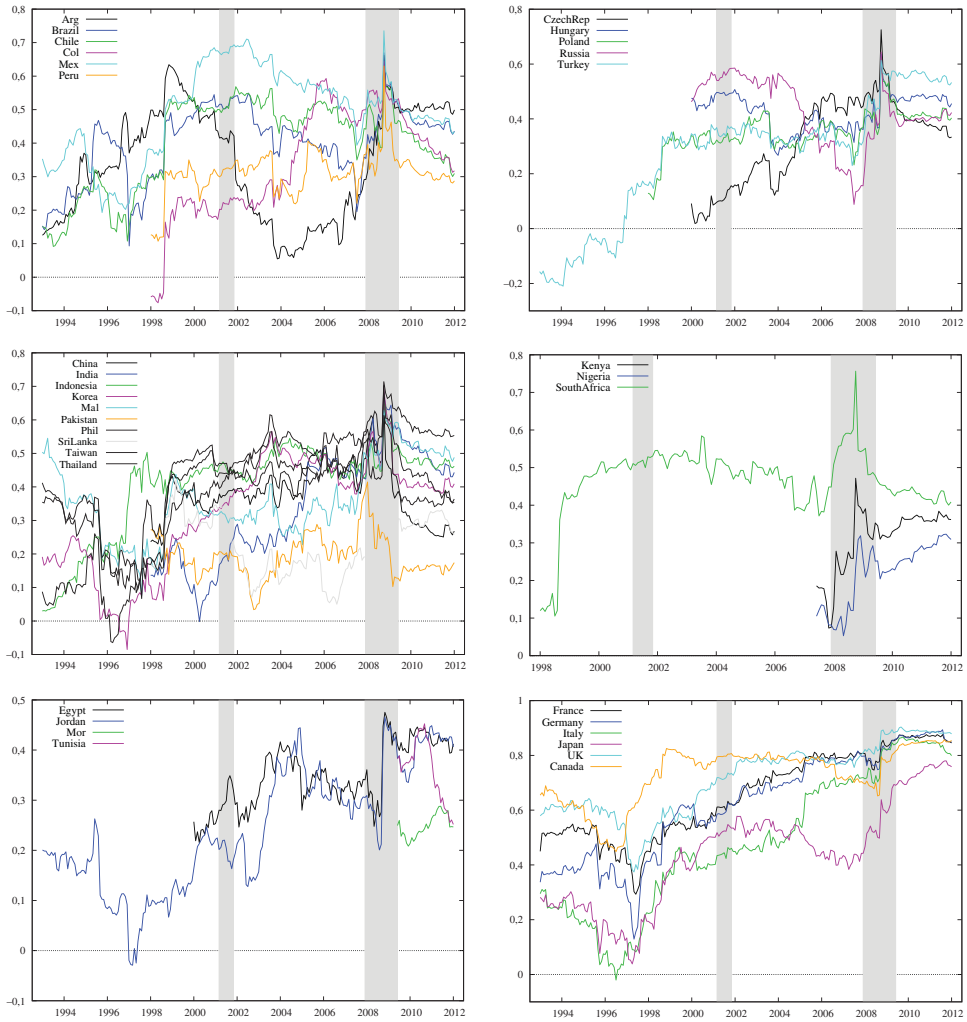 Arg
Brazil
Chile
Col
Mex
Peru
0,8
0,7
0,6
0,5
0,4
0,3
0,2
0,1
0
−0,1
1994 1996 1998 2000 2002 2004 2006 2008 2010 2012
CzechRep
Hungary
Poland
Russia
Turkey
0,8
0,6
0,4
0,2
0
−0,2
1994 1996 1998 2000 2002 2004 2006 2008 2010 2012
China
India
Indonesia
Korea
Mal
Pakistan
Phil
SriLanka
Taiwan
Thailand
0,8
0,7
0,6
0,5
0,4
0,3
0,2
0,1
0
−0,1
1994 1996 1998 2000 2002 2004 2006 2008 2010 2012
Kenya
Nigeria
SouthAfrica
0,8
0,7
0,6
0,5
0,4
0,3
0,2
0,1
0
1998 2000 2002 2004 2006 2008 2010 2012
Egypt
Jordan
Mor
Tunisia
0,5
0,4
0,3
0,2
0,1
0
−0,1
1994 1996 1998 2000 2002 2004 2006 2008 2010 2012
France
Germany
Italy
Japan
UK
Canada
1
0,8
0,6
0,4
0,2
0
1994 1996 1998 2000 2002 2004 2006 2008 2010 2012